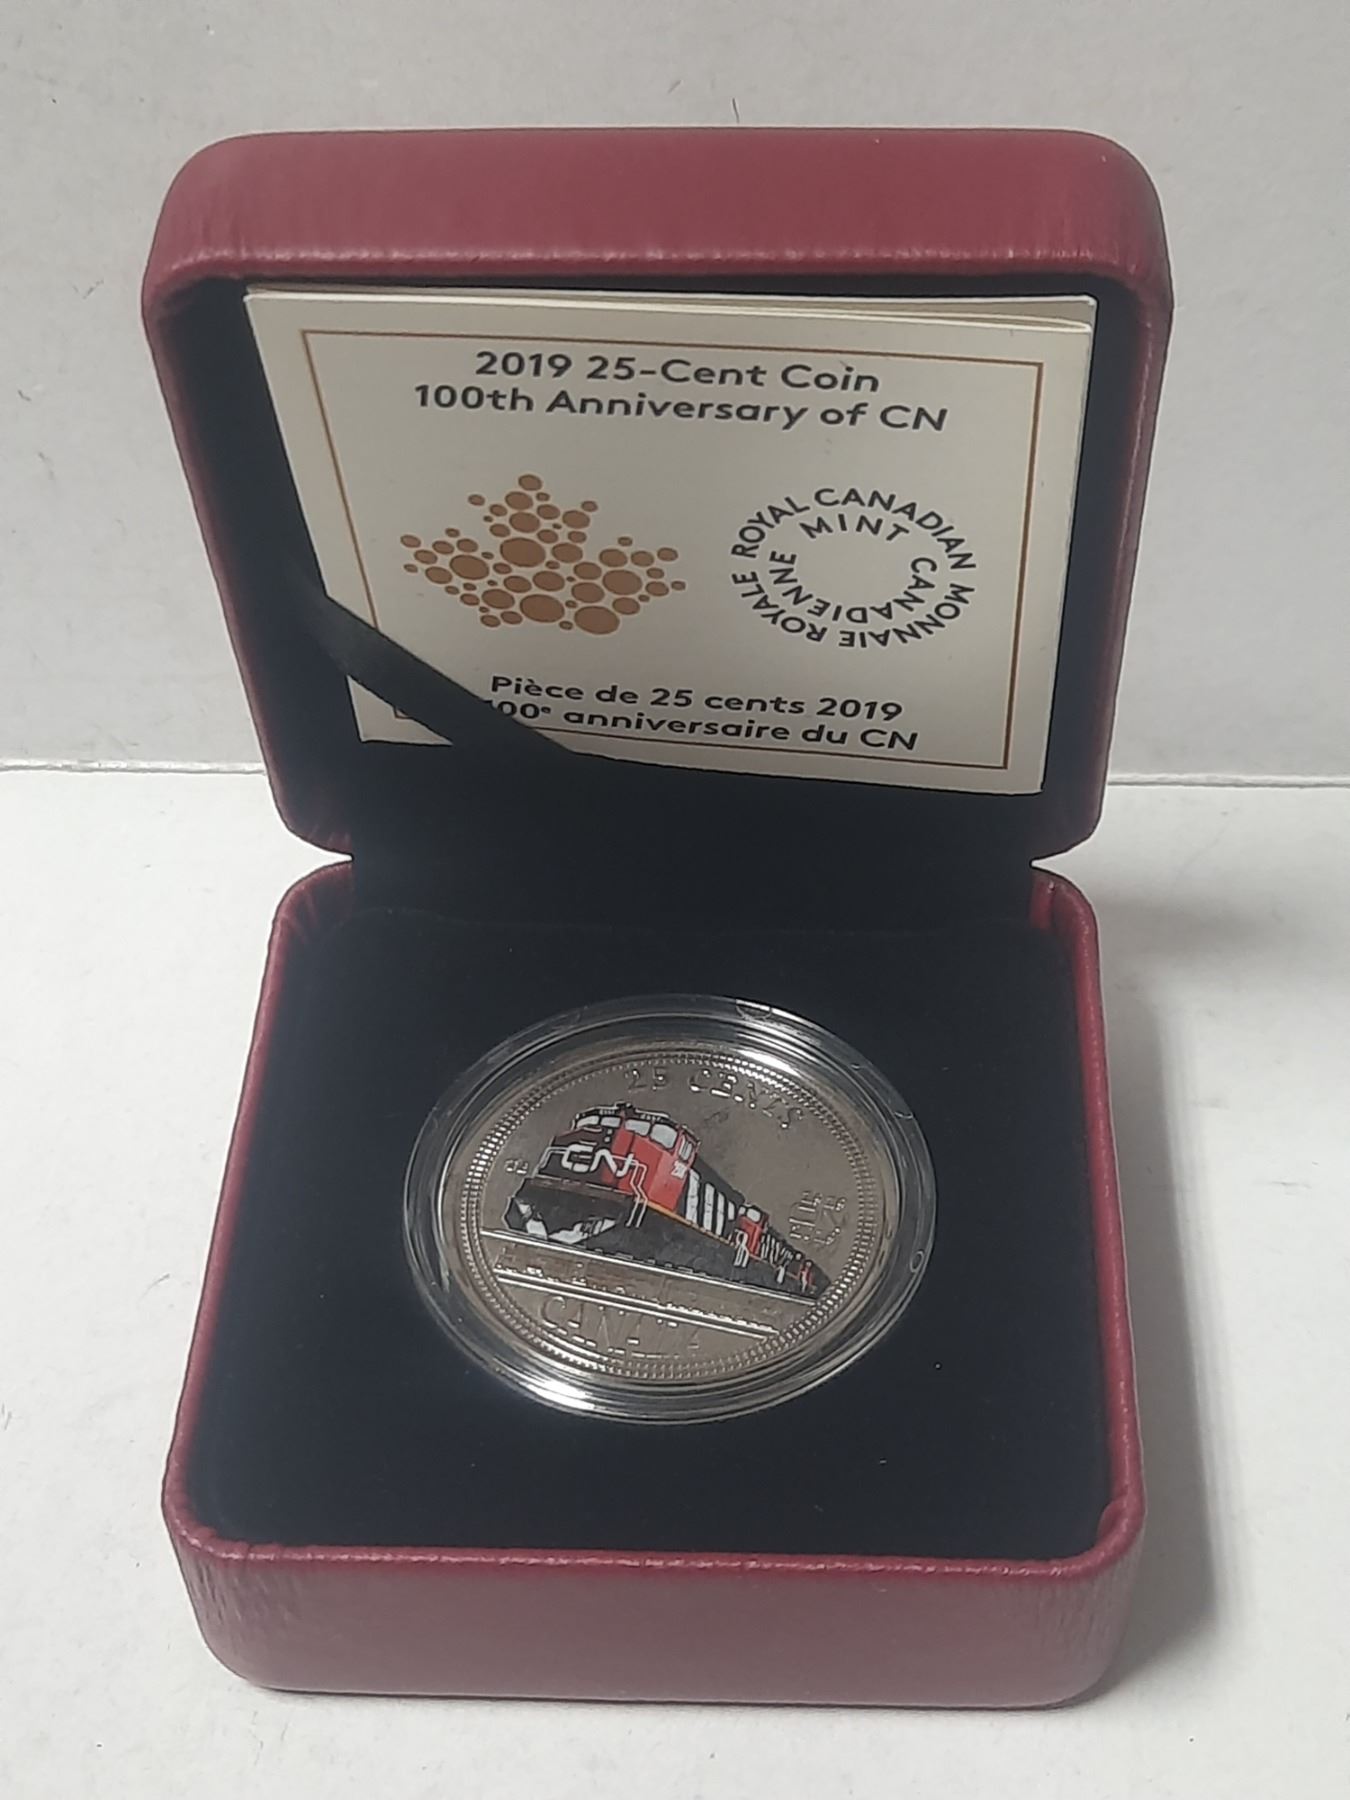 2019 25-Cent Coin
100th Anniversary of CN
ROYAL CANADIAN MINT
MONNAIE ROYALE CANADIENNE
Pièce de 25 cents 2019
100e anniversaire du CN
25 CENTS
CN
CANADA